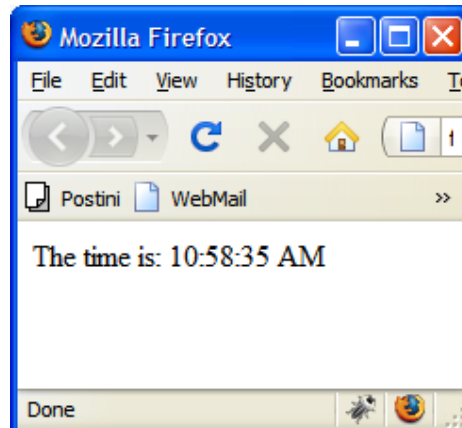 Mozilla Firefox
File Edit View History Bookmarks
Postini WebMail »
The time is: 10:58:35 AM
Done